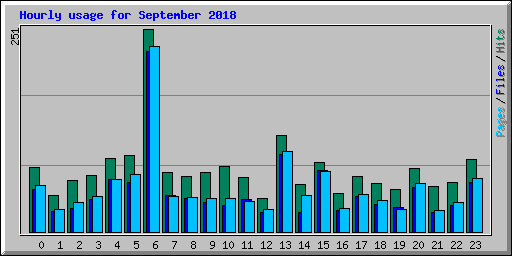 Hourly usage for September 2018
251
Pages / Files / Hits
0 1 2 3 4 5 6 7 8 9 10 11 12 13 14 15 16 17 18 19 20 21 22 23